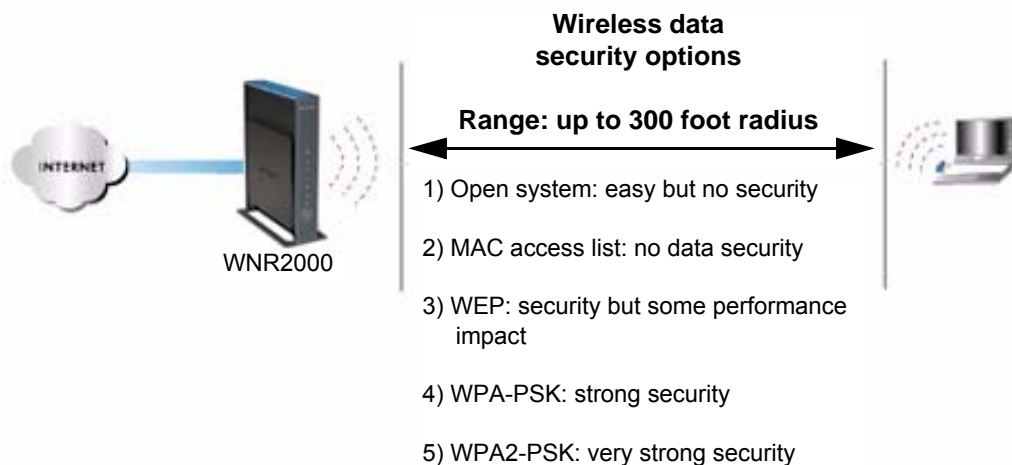 Wireless data
security options
Range: up to 300 foot radius
INTERNET
WNR2000
1) Open system: easy but no security
2) MAC access list: no data security
3) WEP: security but some performance
impact
4) WPA-PSK: strong security
5) WPA2-PSK: very strong security